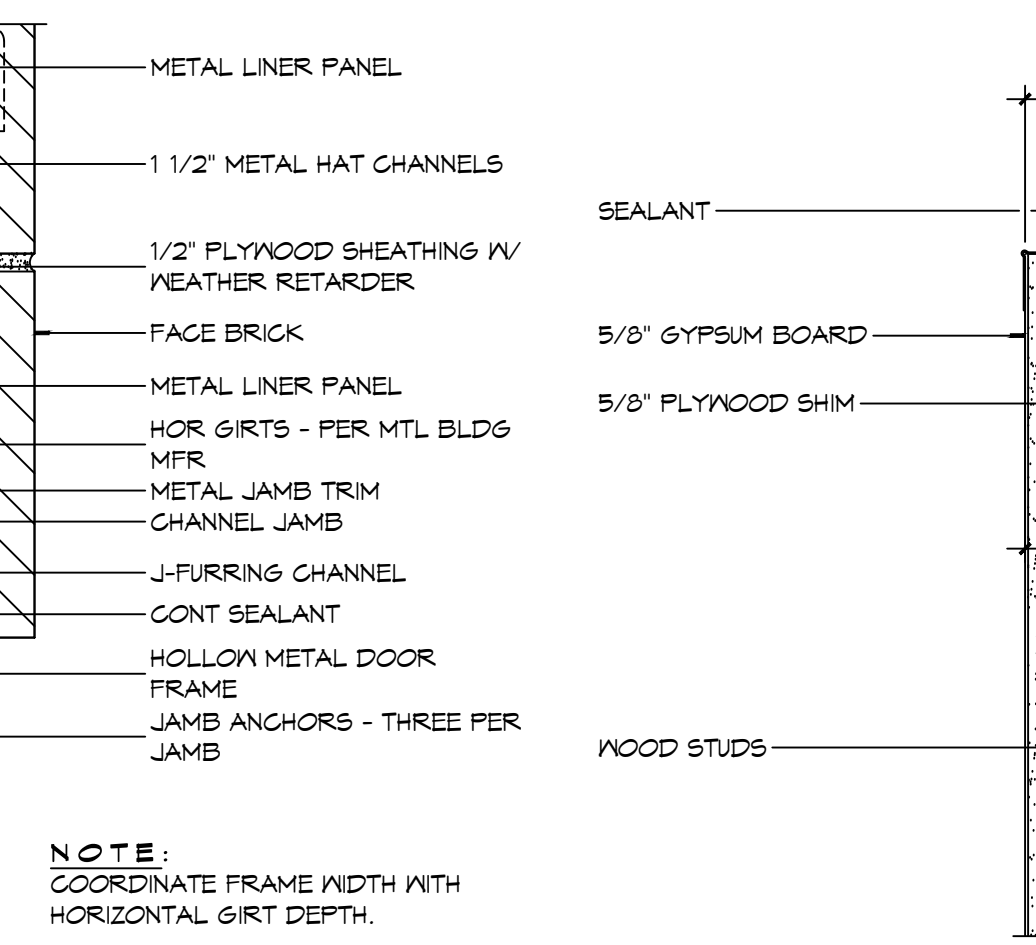 METAL LINER PANEL
1 1/2" METAL HAT CHANNELS
1/2" PLYWOOD SHEATHING W/
WEATHER RETARDER
FACE BRICK
METAL LINER PANEL
HOR GIRTS - PER MTL BLDG
MFR
METAL JAMB TRIM
CHANNEL JAMB
J-FURRING CHANNEL
CONT SEALANT
HOLLOW METAL DOOR
FRAME
JAMB ANCHORS - THREE PER
JAMB
NOTE:
COORDINATE FRAME WIDTH WITH
HORIZONTAL GIRT DEPTH.
SEALANT
5/8" GYPSUM BOARD
5/8" PLYWOOD SHIM
WOOD STUDS